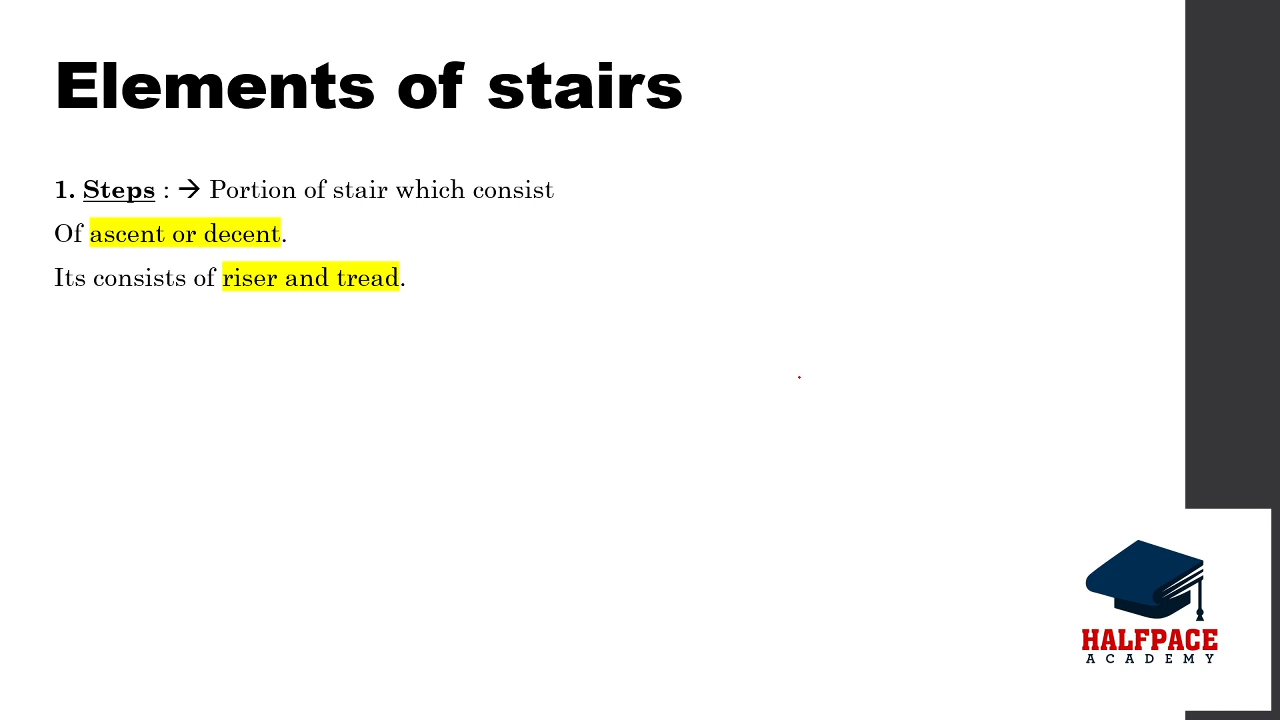 Elements of stairs
1. Steps : → Portion of stair which consist
Of ascent or decent.
Its consists of riser and tread.
HALFPACE
ACADEMY